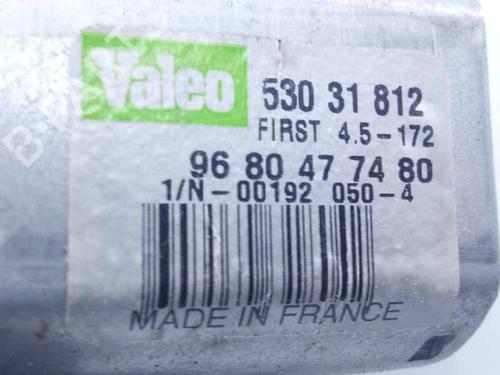 Valeo
530 31 812
FIRST 4.5-172
96 80 47 74 80
1/N-00192 050-4
MADE IN FRANCE